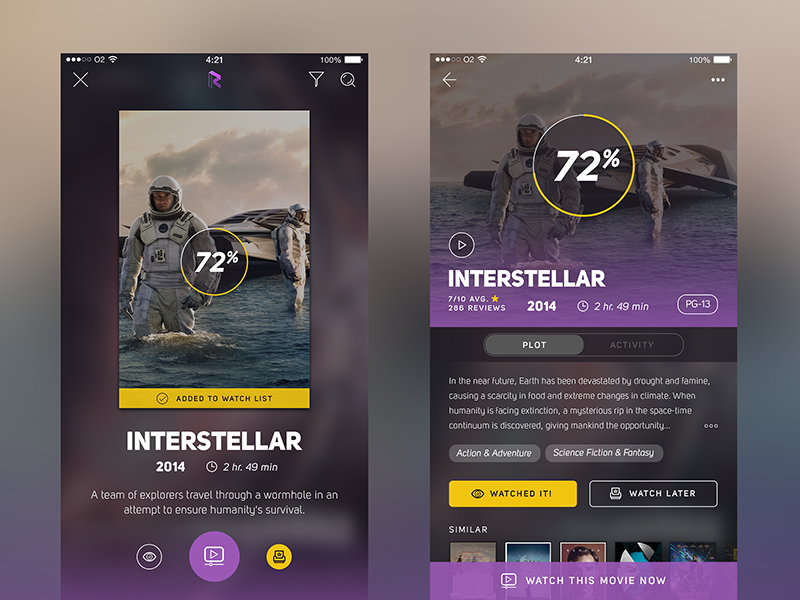 O2 4:21 100%
72%
ADDED TO WATCH LIST
INTERSTELLAR
2014 2 hr. 49 min
A team of explorers travel through a wormhole in an
attempt to ensure humanity's survival.
O2 4:21 100%
72%
INTERSTELLAR
7/10 AVG.
286 REVIEWS
2014 2 hr. 49 min PG-13
PLOT ACTIVITY
In the near future, Earth has been devastated by drought and famine,
causing a scarcity in food and extreme changes in climate. When
humanity is facing extinction, a mysterious rip in the space-time
continuum is discovered, giving mankind the opportunity...
Action & Adventure Science Fiction & Fantasy
WATCHED IT! WATCH LATER
SIMILAR
WATCH THIS MOVIE NOW